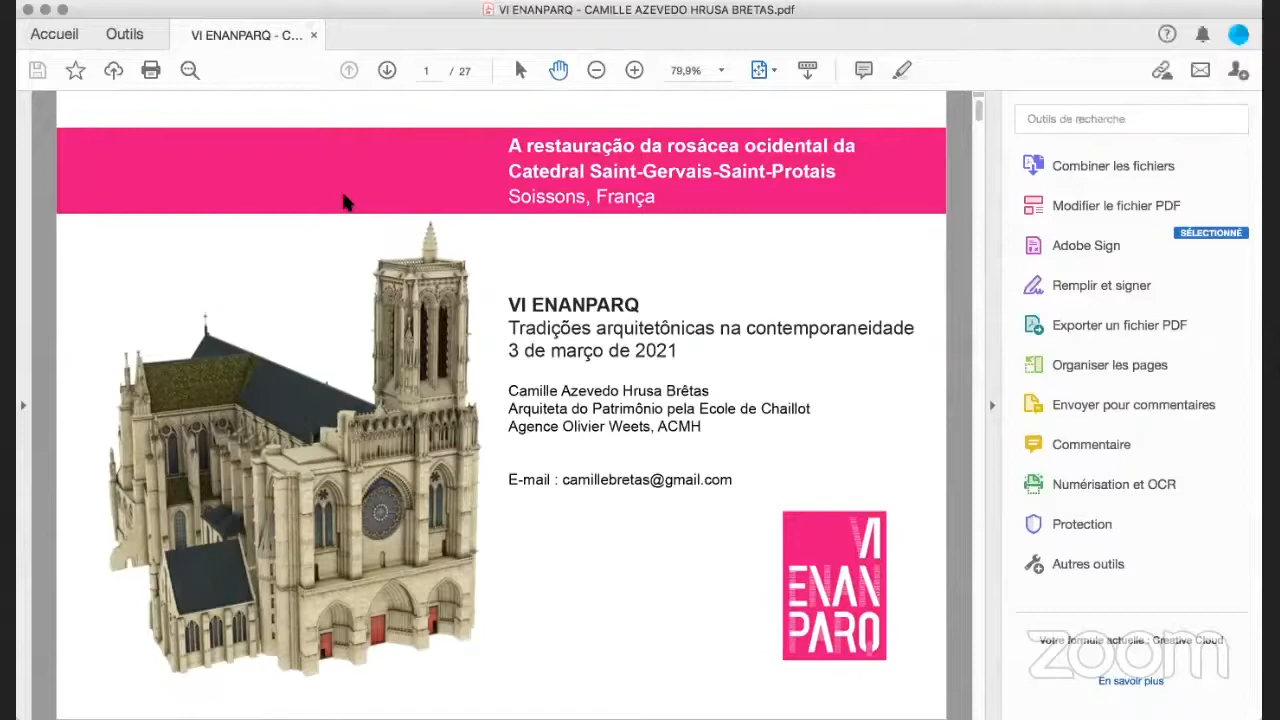 VI ENANPARQ - CAMILLE AZEVEDO HRUSA BRETAS.pdf
Accueil
Outils
VI ENANPARQ - C... ×
1 / 27
79,9%
A restauração da rosácea ocidental da
Catedral Saint-Gervais-Saint-Protais
Soissons, França
VI ENANPARQ
Tradições arquitetônicas na contemporaneidade
3 de março de 2021
Camille Azevedo Hrusa Brêtas
Arquiteta do Patrimônio pela Ecole de Chaillot
Agence Olivier Weets, ACMH
E-mail : camillebretas@gmail.com
VI
ENAN
PARQ
Outils de recherche
Combiner les fichiers
Modifier le fichier PDF
SÉLECTIONNÉ
Adobe Sign
Remplir et signer
Exporter un fichier PDF
Organiser les pages
Envoyer pour commentaires
Commentaire
Numérisation et OCR
Protection
Autres outils
Votre formule actuelle : Creative Cloud
zoom
En savoir plus